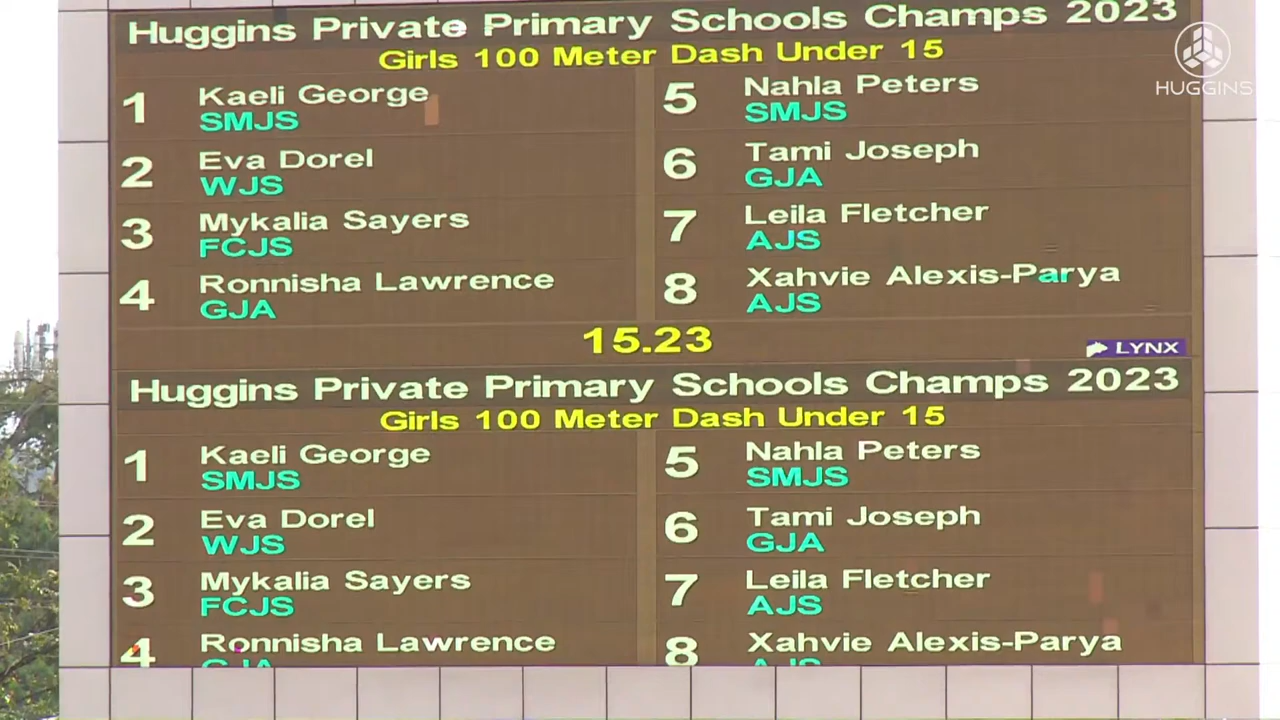 Huggins Private Primary Schools Champs 2023
Girls 100 Meter Dash Under 15
1 Kaeli George
SMJS
2 Eva Dorel
WJS
3 Mykalia Sayers
FCJS
4 Ronnisha Lawrence
GJA
5 Nahla Peters
SMJS
6 Tami Joseph
GJA
7 Leila Fletcher
AJS
8 Xahvie Alexis-Parya
AJS
15.23
LYNX
Huggins Private Primary Schools Champs 2023
Girls 100 Meter Dash Under 15
1 Kaeli George
SMJS
2 Eva Dorel
WJS
3 Mykalia Sayers
FCJS
4 Ronnisha Lawrence
GJA
5 Nahla Peters
SMJS
6 Tami Joseph
GJA
7 Leila Fletcher
AJS
8 Xahvie Alexis-Parya
AJS
HUGGINS